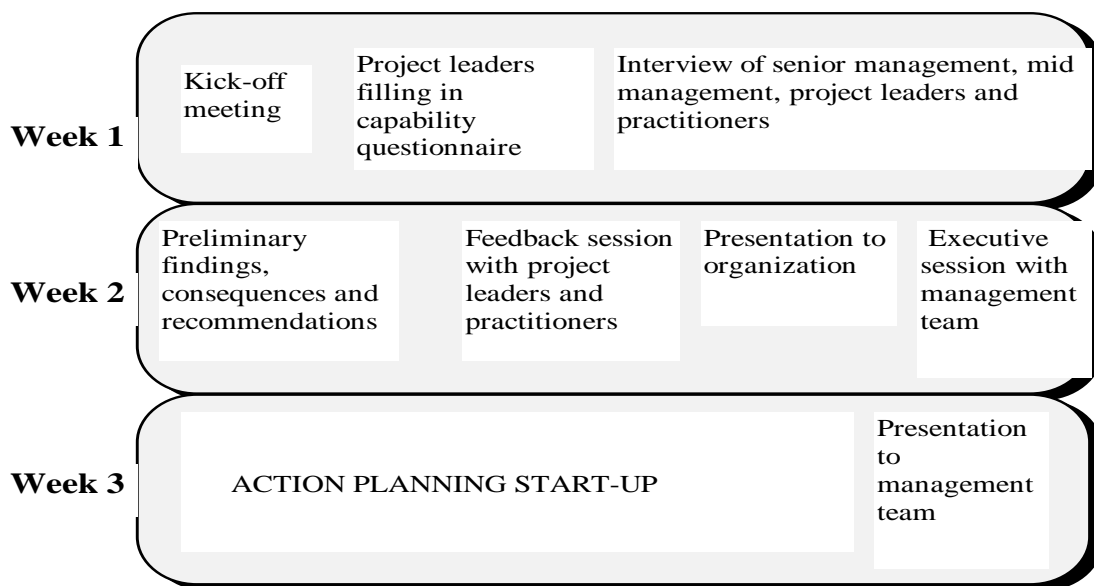 Week 1
Kick-off
meeting
Project leaders
filling in
capability
questionnaire
Interview of senior management, mid
management, project leaders and
practitioners
Week 2
Preliminary
findings,
consequences and
recommendations
Feedback session
with project
leaders and
practitioners
Presentation to
organization
Executive
session with
management
team
Week 3
ACTION PLANNING START-UP
Presentation
to
management
team